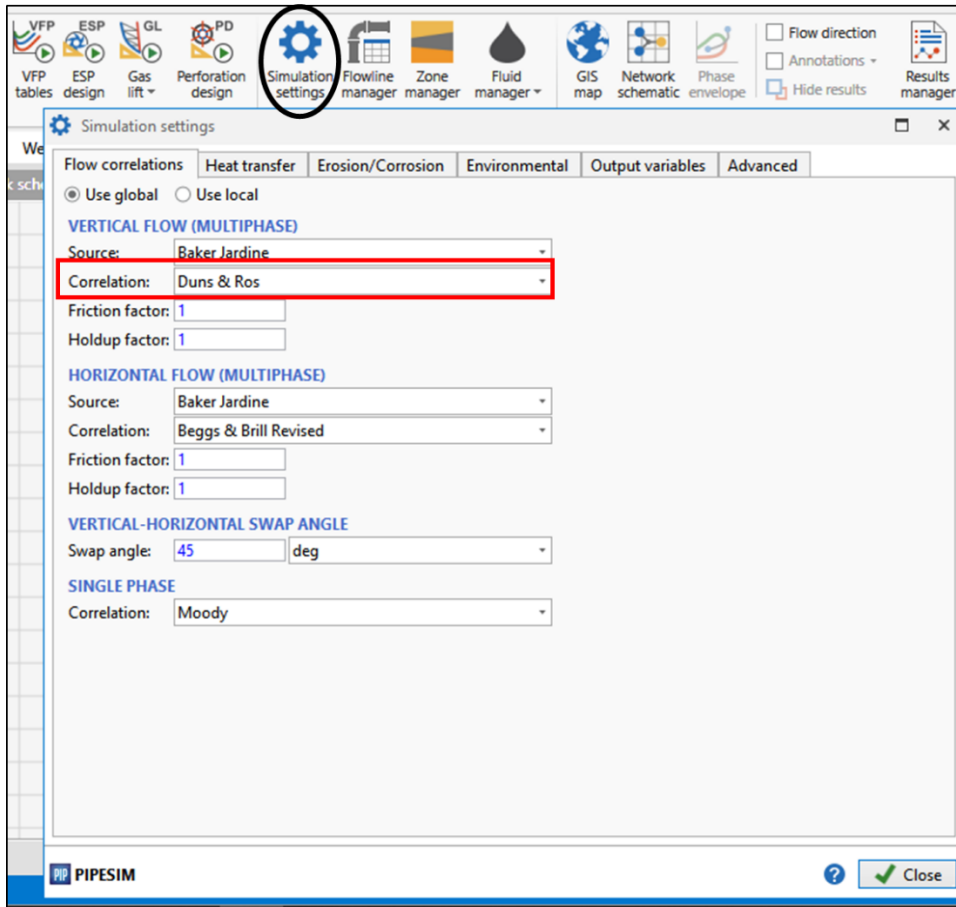 VFP ESP GL PD
VFP tables
ESP design
Gas lift
Perforation design
Simulation settings
Flowline manager
Zone manager
Fluid manager
GIS map
Network schematic
Phase envelope
Flow direction
Annotations
Hide results
Results manager
Simulation settings
We
k sch
Flow correlations Heat transfer Erosion/Corrosion Environmental Output variables Advanced
Use global Use local
VERTICAL FLOW (MULTIPHASE)
Source: Baker Jardine
Correlation: Duns & Ros
Friction factor: 1
Holdup factor: 1
HORIZONTAL FLOW (MULTIPHASE)
Source: Baker Jardine
Correlation: Beggs & Brill Revised
Friction factor: 1
Holdup factor: 1
VERTICAL-HORIZONTAL SWAP ANGLE
Swap angle: 45 deg
SINGLE PHASE
Correlation: Moody
PIP PIPESIM ? Close